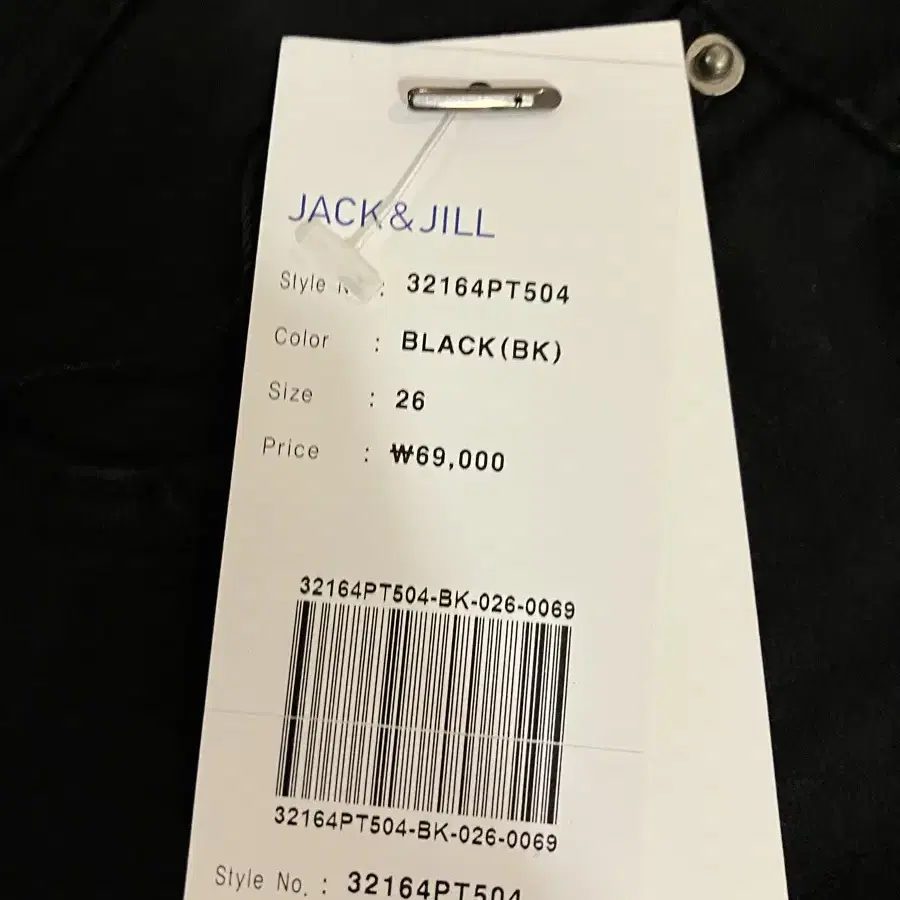 JACK & JILL
Style : 32164PT504
Color : BLACK(BK)
Size : 26
Price : ₩69,000
32164PT504-BK-026-0069
32164PT504-BK-026-0069
Style No. : 32164PT504